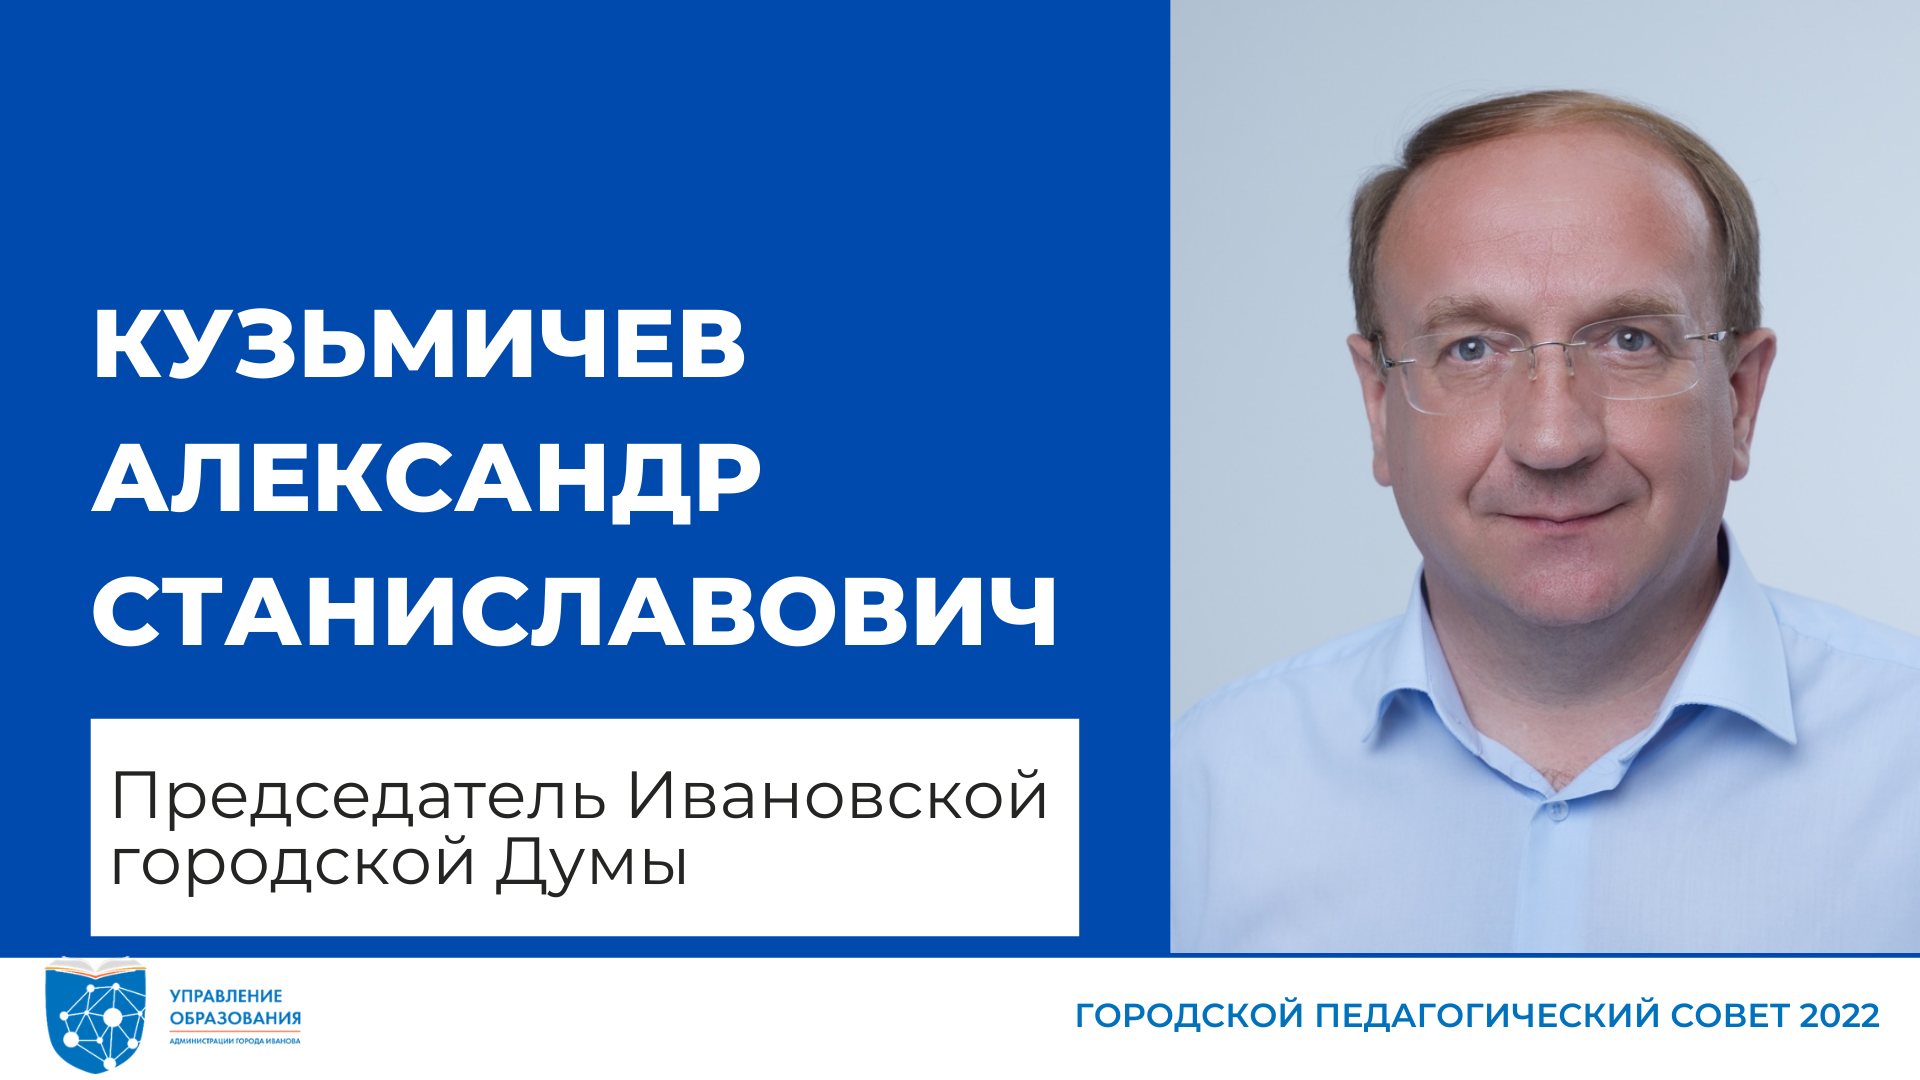 КУЗЬМИЧЕВ
АЛЕКСАНДР
СТАНИСЛАВОВИЧ
Председатель Ивановской
городской Думы
УПРАВЛЕНИЕ
ОБРАЗОВАНИЯ
АДМИНИСТРАЦИИ ГОРОДА ИВАНОВА
ГОРОДСКОЙ ПЕДАГОГИЧЕСКИЙ СОВЕТ 2022